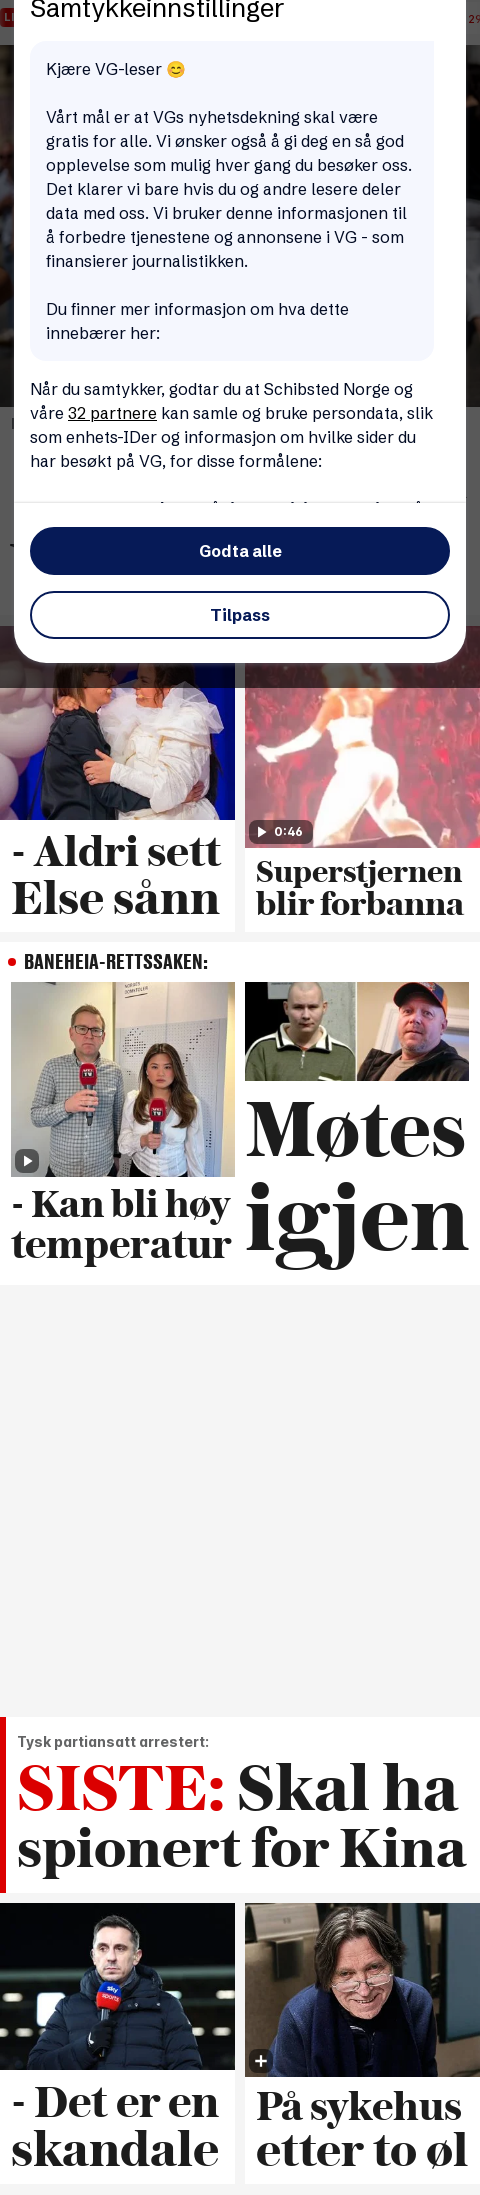 Samtykkeinnstillinger
Kjære VG-leser 😊
Vårt mål er at VGs nyhetsdekning skal være
gratis for alle. Vi ønsker også å gi deg en så god
opplevelse som mulig hver gang du besøker oss.
Det klarer vi bare hvis du og andre lesere deler
data med oss. Vi bruker denne informasjonen til
å forbedre tjenestene og annonsene i VG - som
finansierer journalistikken.
Du finner mer informasjon om hva dette
innebærer her:
Når du samtykker, godtar du at Schibsted Norge og
våre 32 partnere kan samle og bruke persondata, slik
som enhets-IDer og informasjon om hvilke sider du
har besøkt på VG, for disse formålene:
Godta alle
Tilpass
- Aldri sett
Else sånn
0:46
Superstjernen
blir forbanna
BANEHEIA-RETTSSAKEN:
- Kan bli høy
temperatur
Møtes
igjen
Tysk partiansatt arrestert:
SISTE: Skal ha
spionert for Kina
sky
sports
- Det er en
skandale
På sykehus
etter to øl